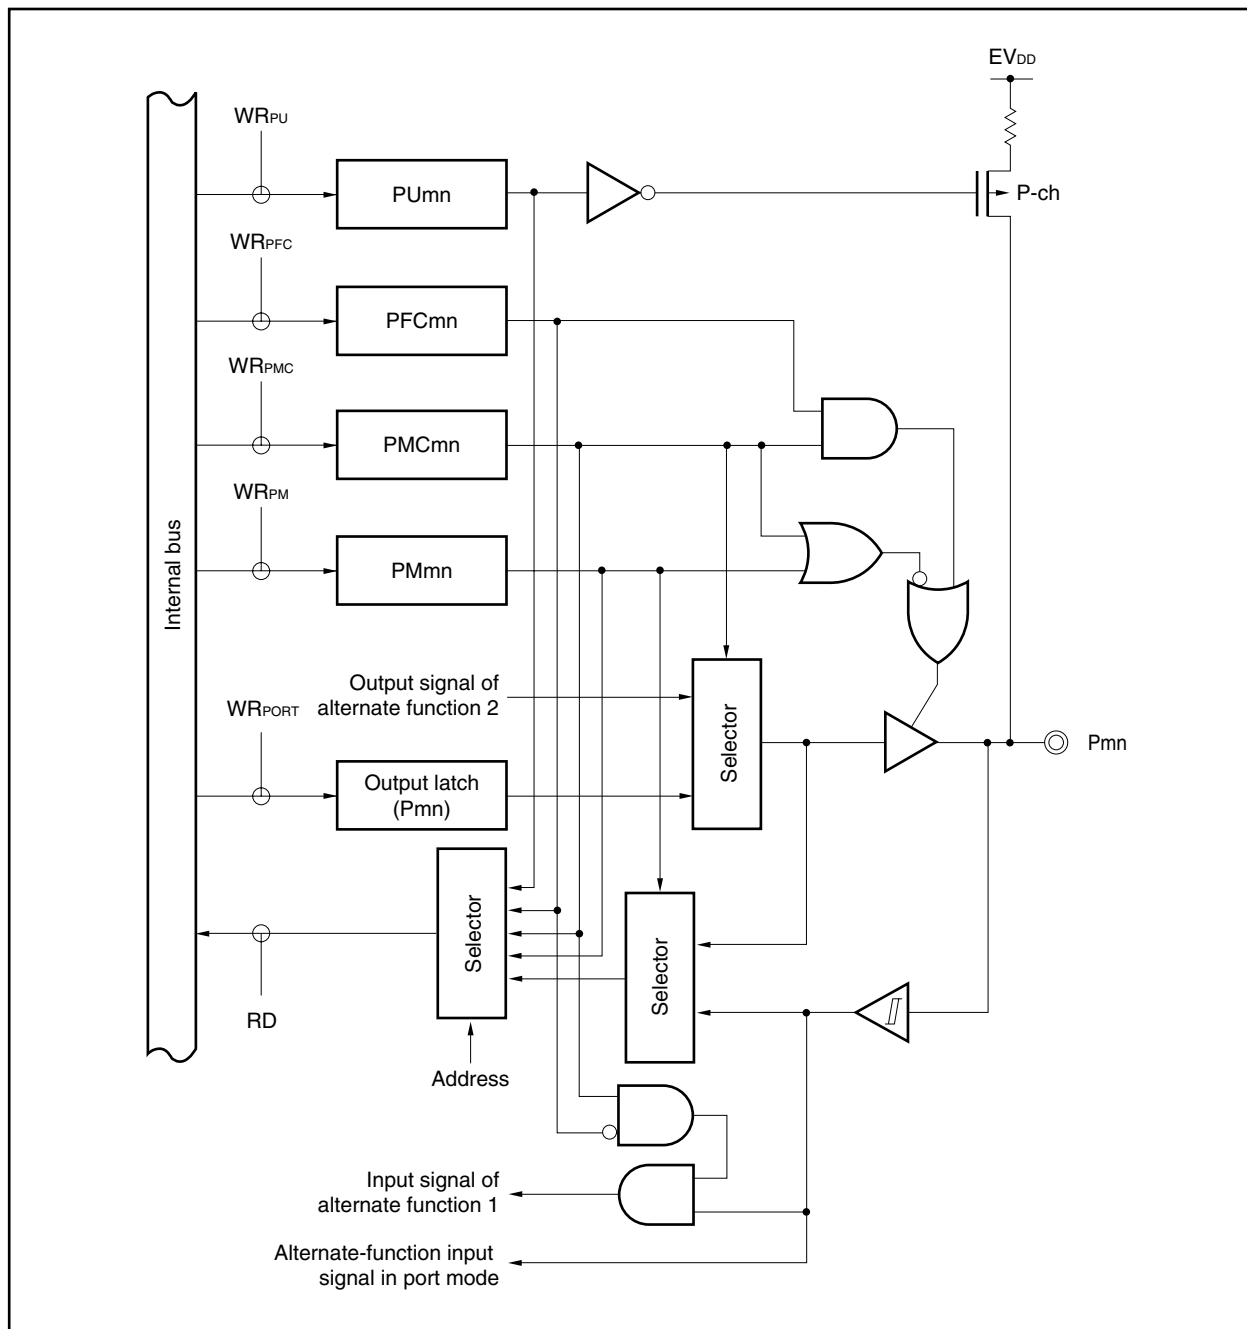 EVDD
WRPU
PUmn
P-ch
WRPFC
PFCmn
WRPMC
PMCmn
WRPM
PMmn
Internal bus
Output signal of
alternate function 2
Selector
WRPORT
Pmn
Output latch
(Pmn)
Selector
Selector
RD
Address
Input signal of
alternate function 1
Alternate-function input
signal in port mode